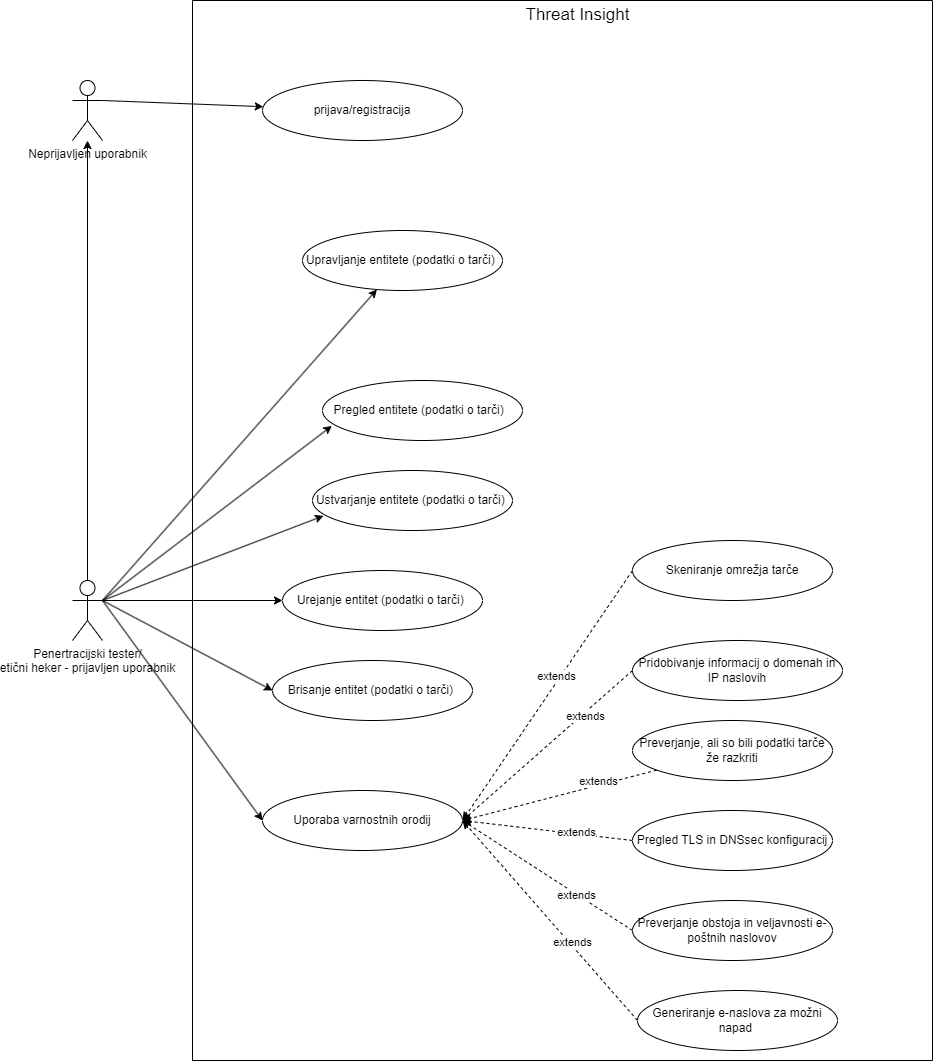 Threat Insight
prijava/registracija
Neprijavljen uporabnik
Upravljanje entitete (podatki o tarči)
Pregled entitete (podatki o tarči)
Ustvarjanje entitete (podatki o tarči)
Skeniranje omrežja tarče
Urejanje entitet (podatki o tarči)
Penertracijski tester/
etični heker - prijavljen uporabnik
Pridobivanje informacij o domenah in
IP naslovih
extends
Brisanje entitet (podatki o tarči)
extends
Preverjanje, ali so bili podatki tarče
že razkriti
extends
Uporaba varnostnih orodij
extends
Pregled TLS in DNSsec konfiguracij
extends
Preverjanje obstoja in veljavnosti e-
poštnih naslovov
extends
Generiranje e-naslova za možni
napad